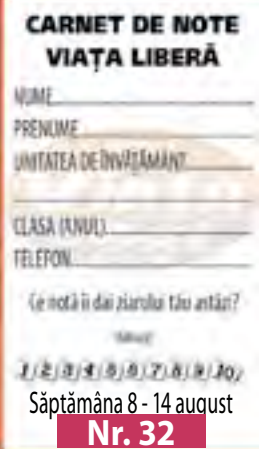 CARNET DE NOTE
VIAȚA LIBERĂ
NUME
PRENUME
UNITATEA DE ÎNVĂȚĂMÂNT
CLASA (ANUL)
TELEFON
Ce notă îi dai ziarului tău astăzi?
1/2/3/4/5/6/7/8/9/10/
Săptămâna 8 - 14 august
Nr. 32